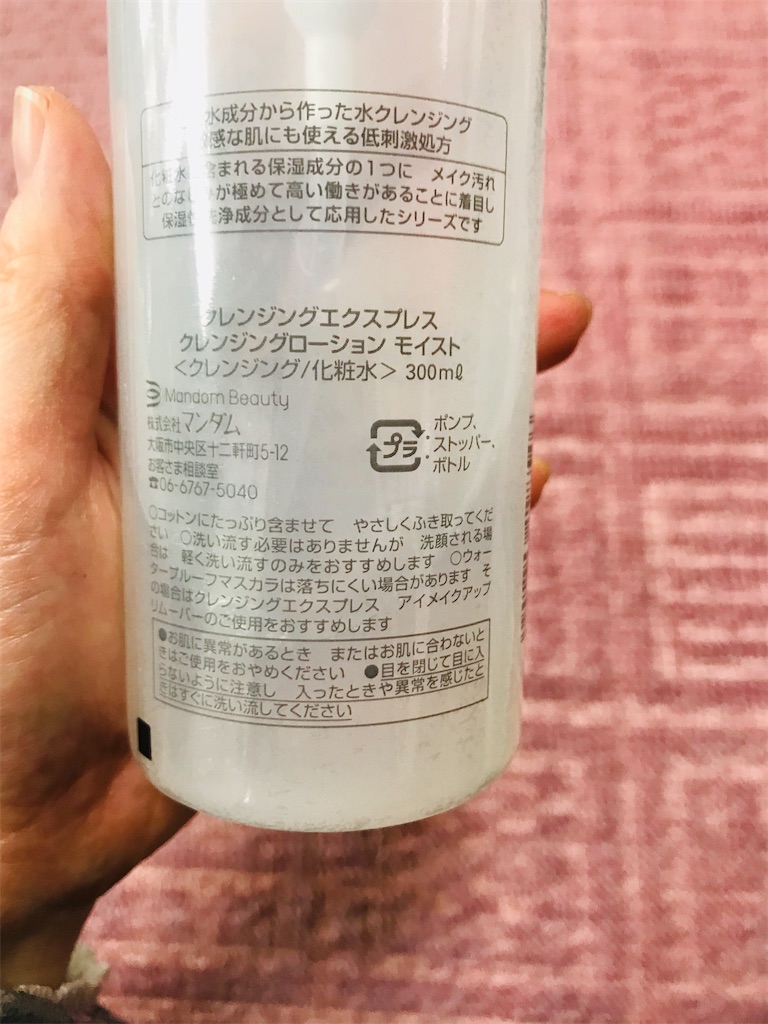 水成分から作った水クレンジング
感な肌にも使える低刺激処方
化粧水 含まれる保湿成分の1つに メイク汚れ
とのなじみが極めて高い働きがあることに着目し
保湿 洗浄成分として応用したシリーズです
クレンジングエクスプレス
クレンジングローション モイスト
<クレンジング/化粧水> 300mℓ
Mandom Beauty
株式会社マンダム
大阪市中央区十二軒町5-12
お客さま相談室
☎06-6767-5040
プラ
ポンプ、
ストッパー、
ボトル
○コットンにたっぷり含ませて やさしくふき取ってくだ
さい ○洗い流す必要はありませんが 洗顔される場
合は 軽く洗い流すのみをおすすめします ○ウォー
タープルーフマスカラは落ちにくい場合があります そ
の場合はクレンジングエクスプレス アイメイクアップ
リムーバーのご使用をおすすめします
●お肌に異常があるとき またはお肌に合わないと
きはご使用をおやめください ●目を閉じて目に入
らないように注意し 入ったときや異常を感じたと
きはすぐに洗い流してください